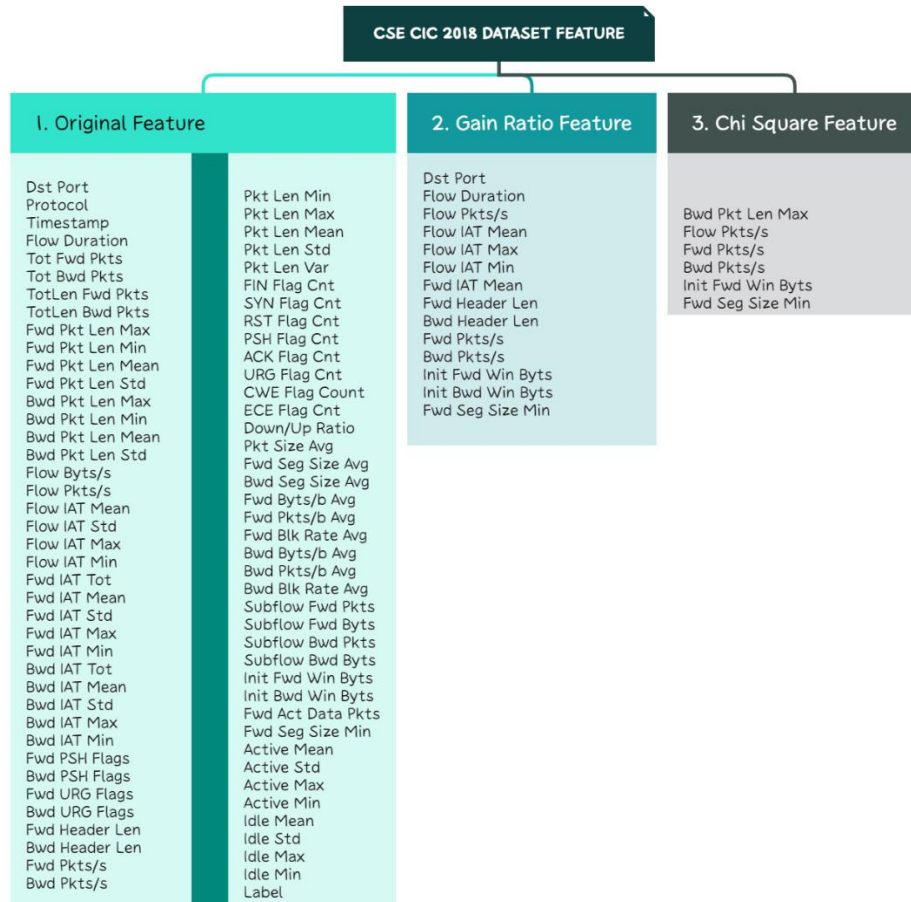 CSE CIC 2018 DATASET FEATURE
1. Original Feature
Dst Port
Protocol
Timestamp
Flow Duration
Tot Fwd Pkts
Tot Bwd Pkts
TotLen Fwd Pkts
TotLen Bwd Pkts
Fwd Pkt Len Max
Fwd Pkt Len Min
Fwd Pkt Len Mean
Fwd Pkt Len Std
Bwd Pkt Len Max
Bwd Pkt Len Min
Bwd Pkt Len Mean
Bwd Pkt Len Std
Flow Byts/s
Flow Pkts/s
Flow IAT Mean
Flow IAT Std
Flow IAT Max
Flow IAT Min
Fwd IAT Tot
Fwd IAT Mean
Fwd IAT Std
Fwd IAT Max
Fwd IAT Min
Bwd IAT Tot
Bwd IAT Mean
Bwd IAT Std
Bwd IAT Max
Bwd IAT Min
Fwd PSH Flags
Bwd PSH Flags
Fwd URG Flags
Bwd URG Flags
Fwd Header Len
Bwd Header Len
Fwd Pkts/s
Bwd Pkts/s
Pkt Len Min
Pkt Len Max
Pkt Len Mean
Pkt Len Std
Pkt Len Var
FIN Flag Cnt
SYN Flag Cnt
RST Flag Cnt
PSH Flag Cnt
ACK Flag Cnt
URG Flag Cnt
CWE Flag Count
ECE Flag Cnt
Down/Up Ratio
Pkt Size Avg
Fwd Seg Size Avg
Bwd Seg Size Avg
Fwd Byts/b Avg
Fwd Pkts/b Avg
Fwd Blk Rate Avg
Bwd Byts/b Avg
Bwd Pkts/b Avg
Bwd Blk Rate Avg
Subflow Fwd Pkts
Subflow Fwd Byts
Subflow Bwd Pkts
Subflow Bwd Byts
Init Fwd Win Byts
Init Bwd Win Byts
Fwd Act Data Pkts
Fwd Seg Size Min
Active Mean
Active Std
Active Max
Active Min
Idle Mean
Idle Std
Idle Max
Idle Min
Label
2. Gain Ratio Feature
Dst Port
Flow Duration
Flow Pkts/s
Flow IAT Mean
Flow IAT Max
Flow IAT Min
Fwd IAT Mean
Fwd Header Len
Bwd Header Len
Fwd Pkts/s
Bwd Pkts/s
Init Fwd Win Byts
Init Bwd Win Byts
Fwd Seg Size Min
3. Chi Square Feature
Bwd Pkt Len Max
Flow Pkts/s
Fwd Pkts/s
Bwd Pkts/s
Init Fwd Win Byts
Fwd Seg Size Min